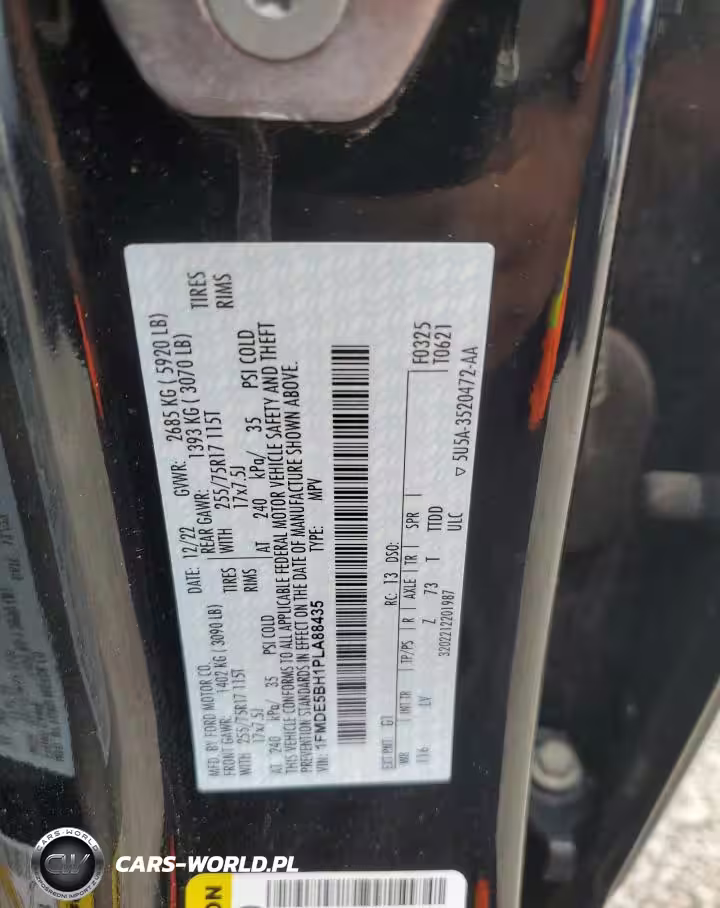 MFD. BY FORD MOTOR CO. DATE: 12/22 GVWR: 2685 KG ( 5920 LB)
FRONT GAWR: 1402 KG ( 3090 LB) REAR GAWR: 1393 KG ( 3070 LB)
WITH 255/75R17 115T TIRES WITH 255/75R17 115T TIRES
17x7.5J RIMS 17x7.5J RIMS
AT 240 kPa/ 35 PSI COLD AT 240 kPa/ 35 PSI COLD
THIS VEHICLE CONFORMS TO ALL APPLICABLE FEDERAL MOTOR VEHICLE SAFETY AND THEFT
PREVENTION STANDARDS IN EFFECT ON THE DATE OF MANUFACTURE SHOWN ABOVE.
VIN: 1FMDE5BH1PLA88435 TYPE: MPV
EXT PNT: G1 RC: 13 DSO: F0325
WB INT TR TP/PS R AXLE TR SPR T0621
116 LV Z 73 T TTDD
ULC
3202212201987 ▽ 5U5A-3520472-AA
CARS-WORLD
CW
CARS-WORLD.PL